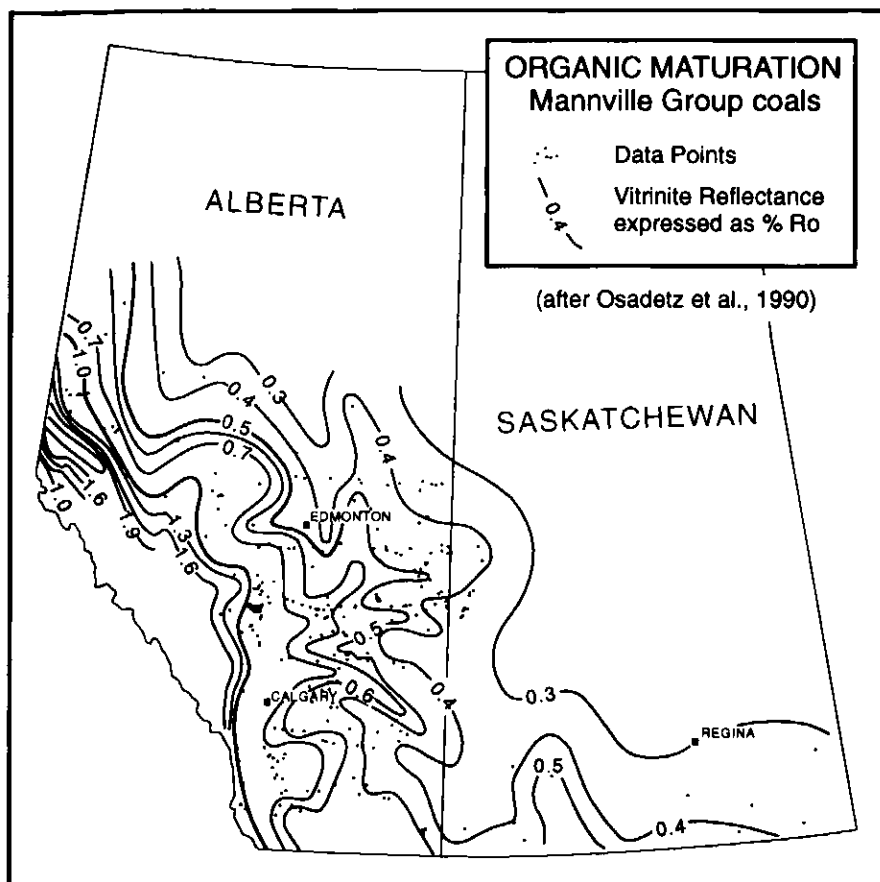 ORGANIC MATURATION
Mannville Group coals
Data Points
0.4
Vitrinite Reflectance
expressed as % Ro
(after Osadetz et al., 1990)
ALBERTA
SASKATCHEWAN
0.7
1.0
0.3
0.4
0.5
0.7
0.4
1.0
1.6
1.9
1.3
1.6
EDMONTON
0.5
0.6
0.4
CALGARY
0.3
REGINA
0.5
0.4